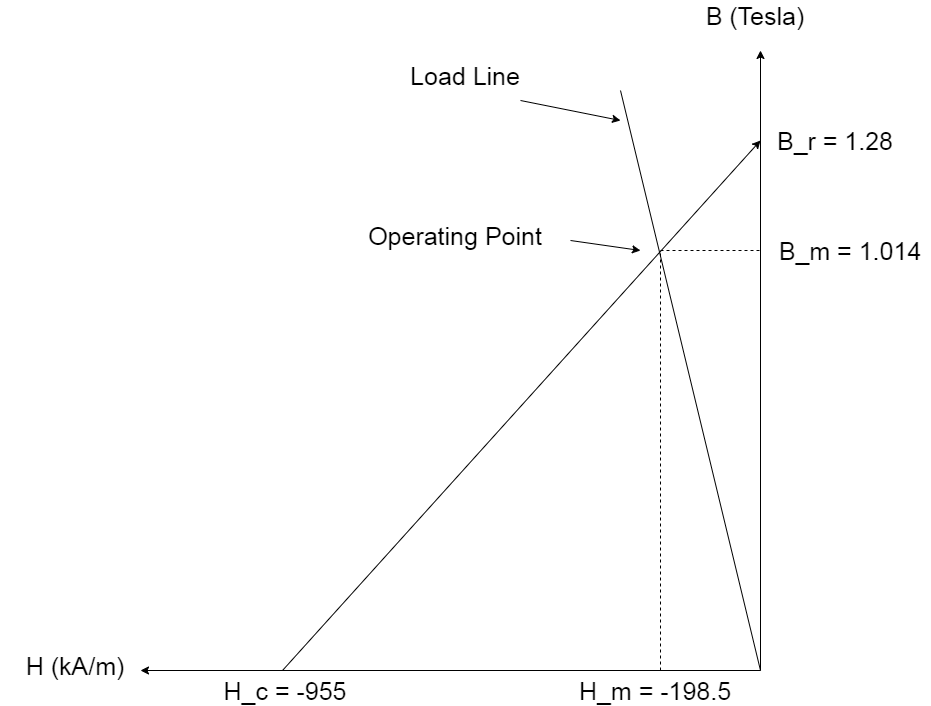 B (Tesla)
Load Line
B_r = 1.28
Operating Point
B_m = 1.014
H (kA/m)
H_c = -955
H_m = -198.5